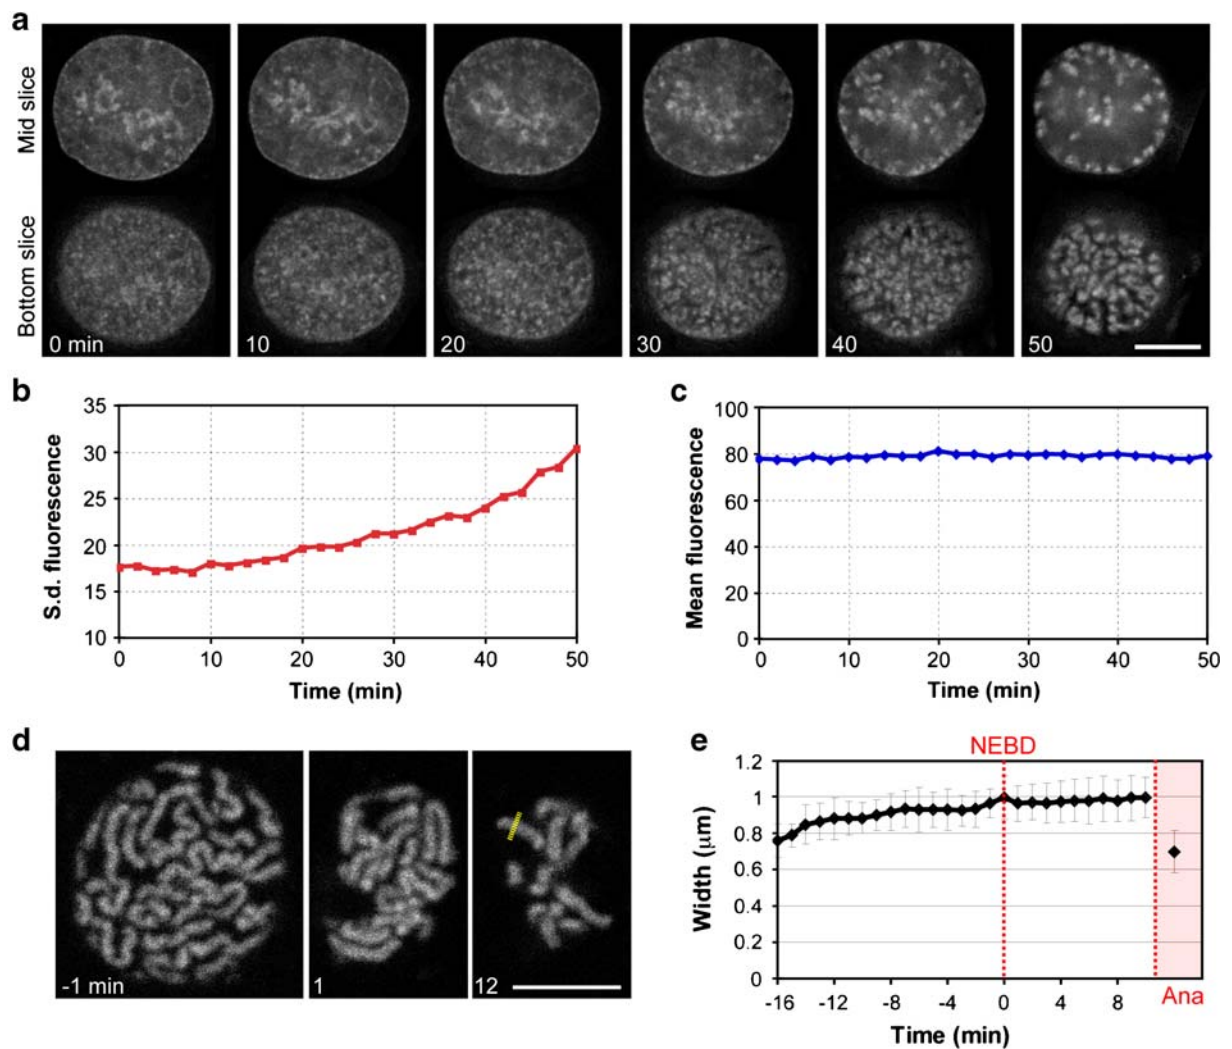 a
Mid slice
Bottom slice
0 min
10
20
30
40
50
b
35
30
25
20
15
10
S.d. fluorescence
0
10
20
30
40
50
Time (min)
c
100
80
60
40
20
0
Mean fluorescence
0
10
20
30
40
50
Time (min)
d
-1 min
1
12
e
NEBD
1.2
1
0.8
0.6
0.4
0.2
0
Width (μm)
-16
-12
-8
-4
0
4
8
Ana
Time (min)